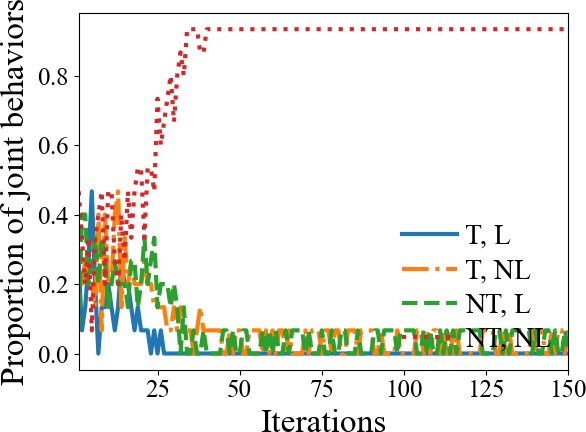 Proportion of joint behaviors
0.8
0.6
0.4
0.2
0.0
T, L
T, NL
NT, L
NT, NL
25
50
75
100
125
150
Iterations